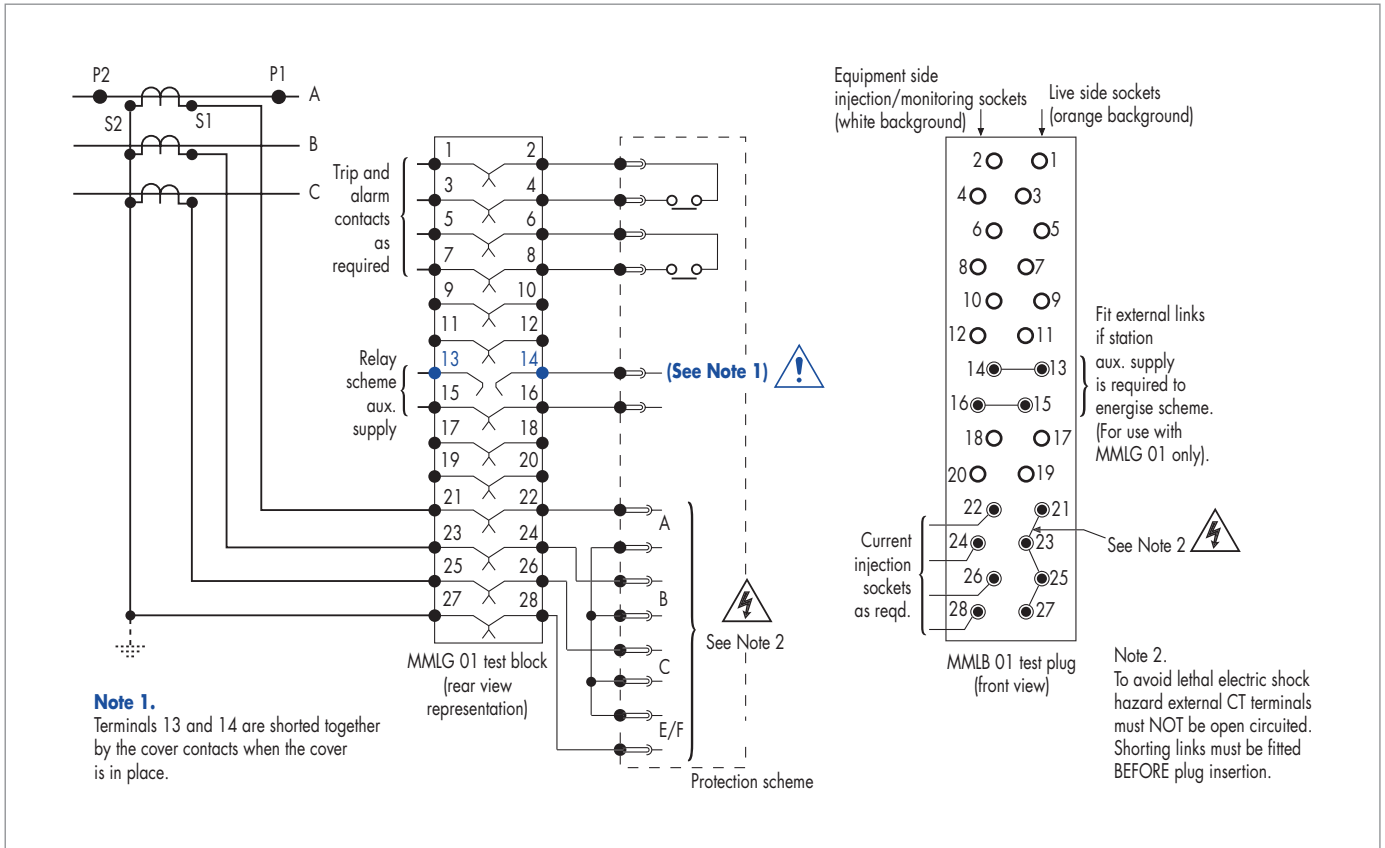 P2
P1
A
S2
S1
B
C
Trip and
alarm
contacts
as
required
Relay
scheme
aux.
supply
1 2
3 4
5 6
7 8
9 10
11 12
13 14
15 16
17 18
19 20
21 22
23 24
25 26
27 28
(See Note 1)
A
B
C
E/F
See Note 2
Protection scheme
MMLG 01 test block
(rear view
representation)
Note 1.
Terminals 13 and 14 are shorted together
by the cover contacts when the cover
is in place.
Equipment side
injection/monitoring sockets
(white background)
Live side sockets
(orange background)
2 1
4 3
6 5
8 7
10 9
12 11
14 13
16 15
18 17
20 19
22 21
24 23
26 25
28 27
Fit external links
if station
aux. supply
is required to
energise scheme.
(For use with
MMLG 01 only).
Current
injection
sockets
as reqd.
See Note 2
MMLB 01 test plug
(front view)
Note 2.
To avoid lethal electric shock
hazard external CT terminals
must NOT be open circuited.
Shorting links must be fitted
BEFORE plug insertion.